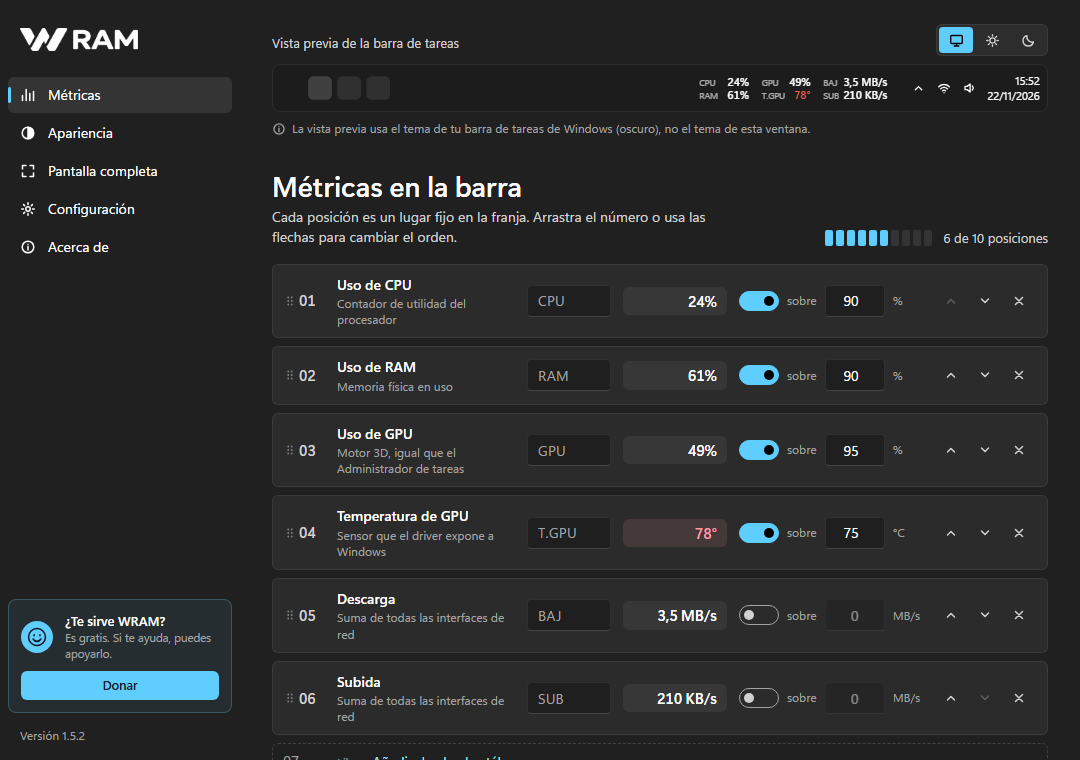 WRAM
Métricas
Apariencia
Pantalla completa
Configuración
Acerca de
¿Te sirve WRAM?
Es gratis. Si te ayuda, puedes
apoyarlo.
Donar
Versión 1.5.2
Vista previa de la barra de tareas
CPU 24% GPU 49% BAJ 3,5 MB/s
RAM 61% T.GPU 78° SUB 210 KB/s
15:52
22/11/2026
La vista previa usa el tema de tu barra de tareas de Windows (oscuro), no el tema de esta ventana.
Métricas en la barra
Cada posición es un lugar fijo en la franja. Arrastra el número o usa las
flechas para cambiar el orden.
6 de 10 posiciones
01 Uso de CPU CPU 24% sobre 90 %
Contador de utilidad del
procesador
02 Uso de RAM RAM 61% sobre 90 %
Memoria física en uso
03 Uso de GPU GPU 49% sobre 95 %
Motor 3D, igual que el
Administrador de tareas
04 Temperatura de GPU T.GPU 78° sobre 75 °C
Sensor que el driver expone a
Windows
05 Descarga BAJ 3,5 MB/s sobre 0 MB/s
Suma de todas las interfaces de
red
06 Subida SUB 210 KB/s sobre 0 MB/s
Suma de todas las interfaces de
red
07